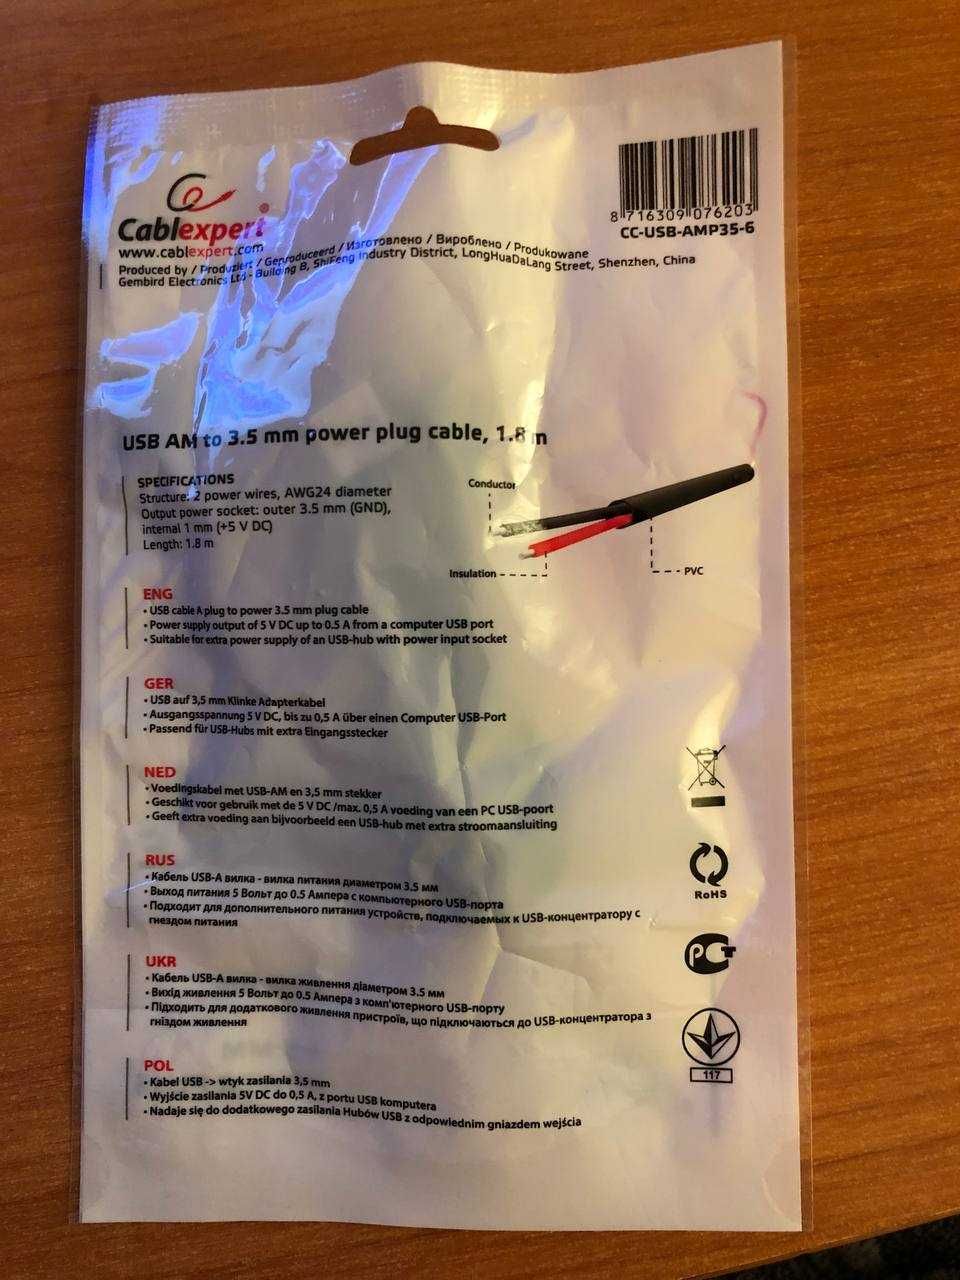 8 716309 076203
CC-USB-AMP35-6
Cablexpert®
www.cablexpert.com
Produced by / Produziert / Geproduceerd / Изготовлено / Вироблено / Produkowane
Gembird Electronics Ltd - Building B, ShiFeng Industry District, LongHuaDaLang Street, Shenzhen, China
USB AM to 3.5 mm power plug cable, 1.8 m
SPECIFICATIONS
Structure: 2 power wires, AWG24 diameter
Output power socket: outer 3.5 mm (GND),
internal 1 mm (+5 V DC)
Length: 1.8 m
Conductor
Insulation
PVC
ENG
• USB cable A plug to power 3.5 mm plug cable
• Power supply output of 5 V DC up to 0.5 A from a computer USB port
• Suitable for extra power supply of an USB-hub with power input socket
GER
• USB auf 3,5 mm Klinke Adapterkabel
• Ausgangsspannung 5 V DC, bis zu 0,5 A über einen Computer USB-Port
• Passend für USB-Hubs mit extra Eingangsstecker
NED
• Voedingskabel met USB-AM en 3,5 mm stekker
• Geschikt voor gebruik met de 5 V DC /max. 0,5 A voeding van een PC USB-poort
• Geeft extra voeding aan bijvoorbeeld een USB-hub met extra stroomaansluiting
RUS
• Кабель USB-A вилка - вилка питания диаметром 3.5 мм
• Выход питания 5 Вольт до 0.5 Ампера с компьютерного USB-порта
• Подходит для дополнительного питания устройств, подключаемых к USB-концентратору с
гнездом питания
UKR
• Кабель USB-A вилка - вилка живлення діаметром 3.5 мм
• Вихід живлення 5 Вольт до 0.5 Ампера з комп'ютерного USB-порту
• Підходить для додаткового живлення пристроїв, що підключаються до USB-концентратора з
гніздом живлення
POL
• Kabel USB -> wtyk zasilania 3,5 mm
• Wyjście zasilania 5V DC do 0,5 A, z portu USB komputera
• Nadaje się do dodatkowego zasilania Hubów USB z odpowiednim gniazdem wejścia
RoHS
РСТ
117